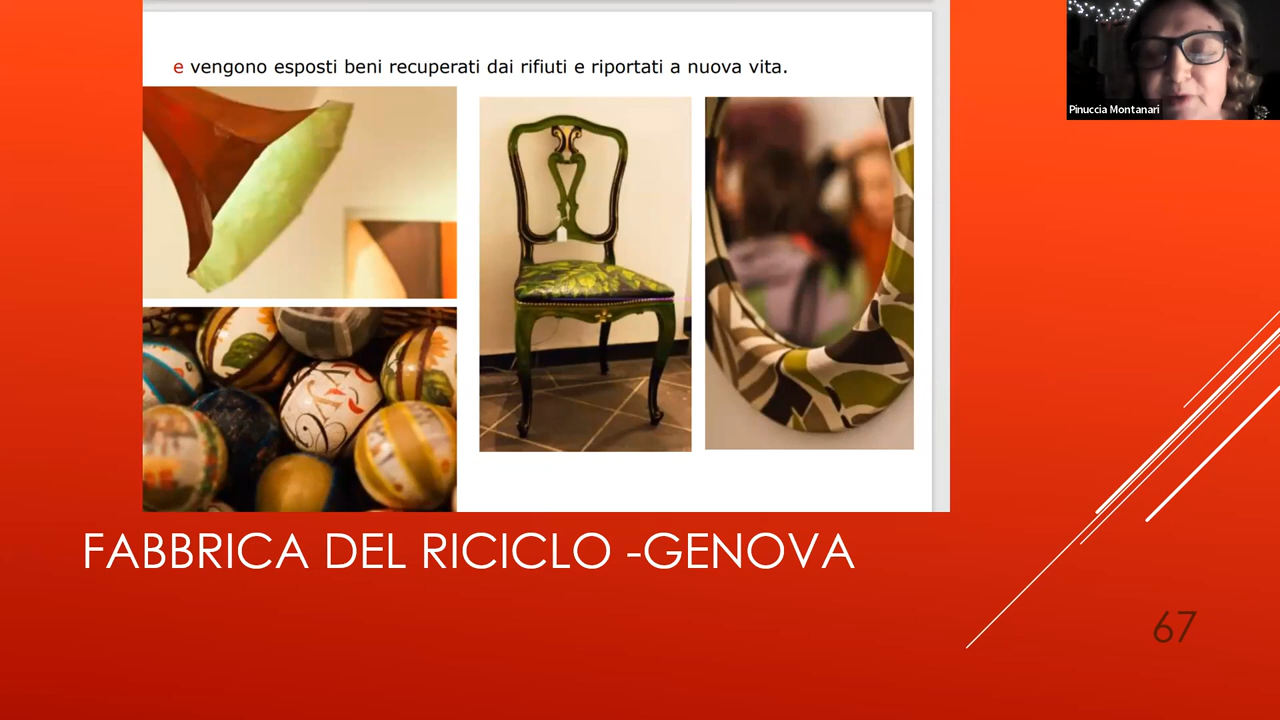 e vengono esposti beni recuperati dai rifiuti e riportati a nuova vita.
Pinuccia Montanari
FABBRICA DEL RICICLO -GENOVA
67